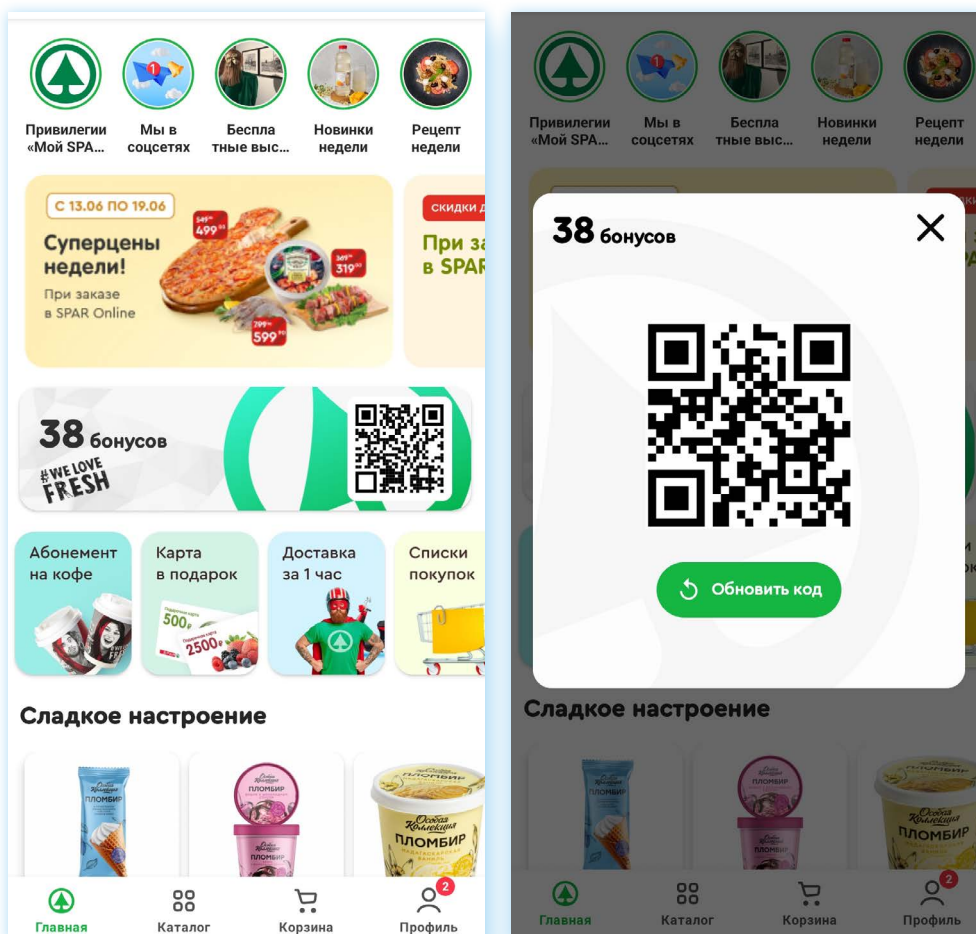 Привилегии
«Мой SPA...
Мы в
соцсетях
Беспла
тные выс...
Новинки
недели
Рецепт
недели
С 13.06 ПО 19.06
Суперцены
недели!
При заказе
в SPAR Online
499
319
599
СКИДКИ Д
При за
в SPAR
38 бонусов
#WE LOVE
FRESH
Абонемент
на кофе
Карта
в подарок
500
2500
Доставка
за 1 час
Списки
покупок
Сладкое настроение
Особая
Коллекция
ПЛОМБИР
ПЛОМБИР
ПЛОМБИР
Особая
Коллекция
ПЛОМБИР
Главная
Каталог
Корзина
Профиль
2
Привилегии
«Мой SPA...
Мы в
соцсетях
Беспла
тные выс...
Новинки
недели
Рецепт
недели
38 бонусов
Обновить код
Сладкое настроение
ПЛОМБИР
ПЛОМБИР
ПЛОМБИР
Особая
Коллекция
ПЛОМБИР
Главная
Каталог
Корзина
Профиль
2